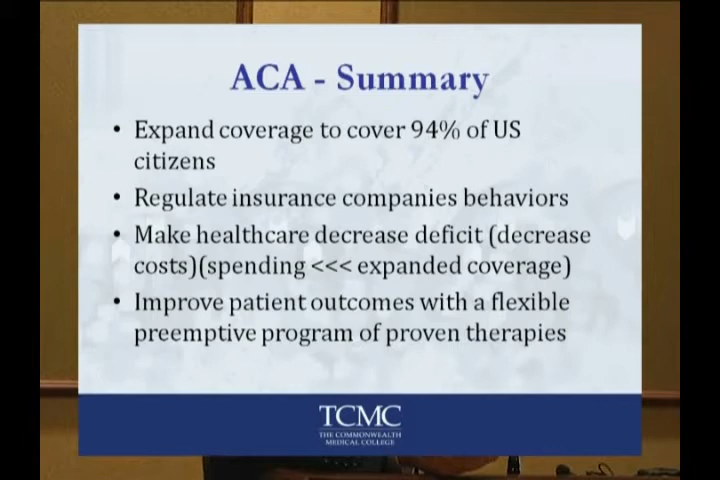 ACA - Summary
• Expand coverage to cover 94% of US
citizens
• Regulate insurance companies behaviors
• Make healthcare decrease deficit (decrease
costs)(spending <<< expanded coverage)
• Improve patient outcomes with a flexible
preemptive program of proven therapies
TCMC
THE COMMONWEALTH
MEDICAL COLLEGE